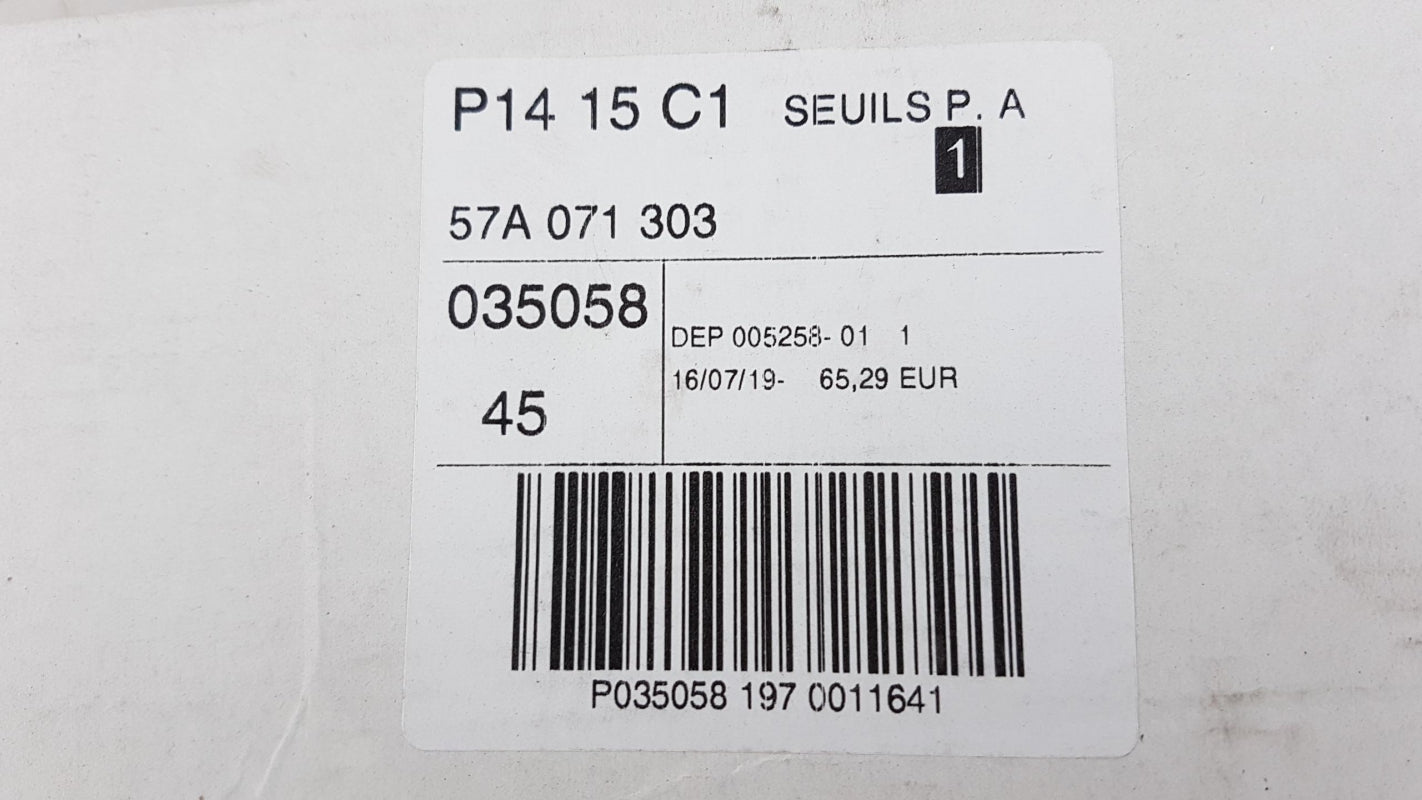 P14 15 C1 SEUILS P. A
1
57A 071 303
035058
DEP 005258- 01 1
16/07/19- 65,29 EUR
45
P035058 197 0011641